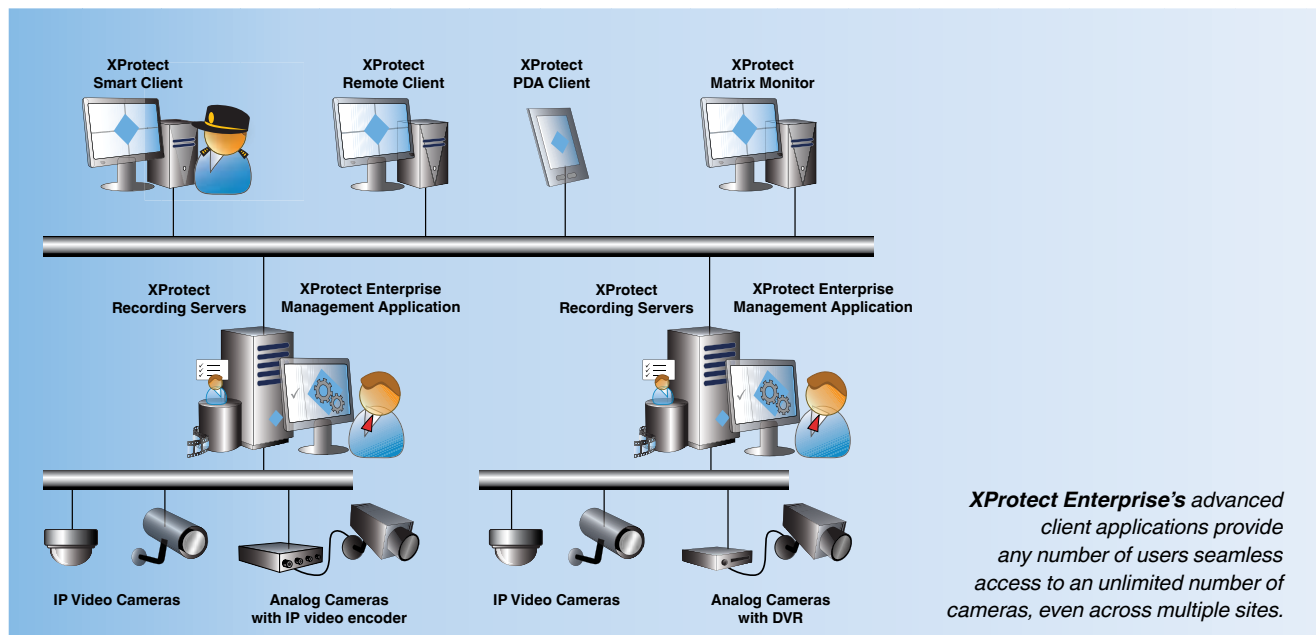 XProtect
Smart Client
XProtect
Remote Client
XProtect
PDA Client
XProtect
Matrix Monitor
XProtect
Recording Servers
XProtect Enterprise
Management Application
XProtect
Recording Servers
XProtect Enterprise
Management Application
IP Video Cameras
Analog Cameras
with IP video encoder
IP Video Cameras
Analog Cameras
with DVR
XProtect Enterprise's advanced
client applications provide
any number of users seamless
access to an unlimited number of
cameras, even across multiple sites.